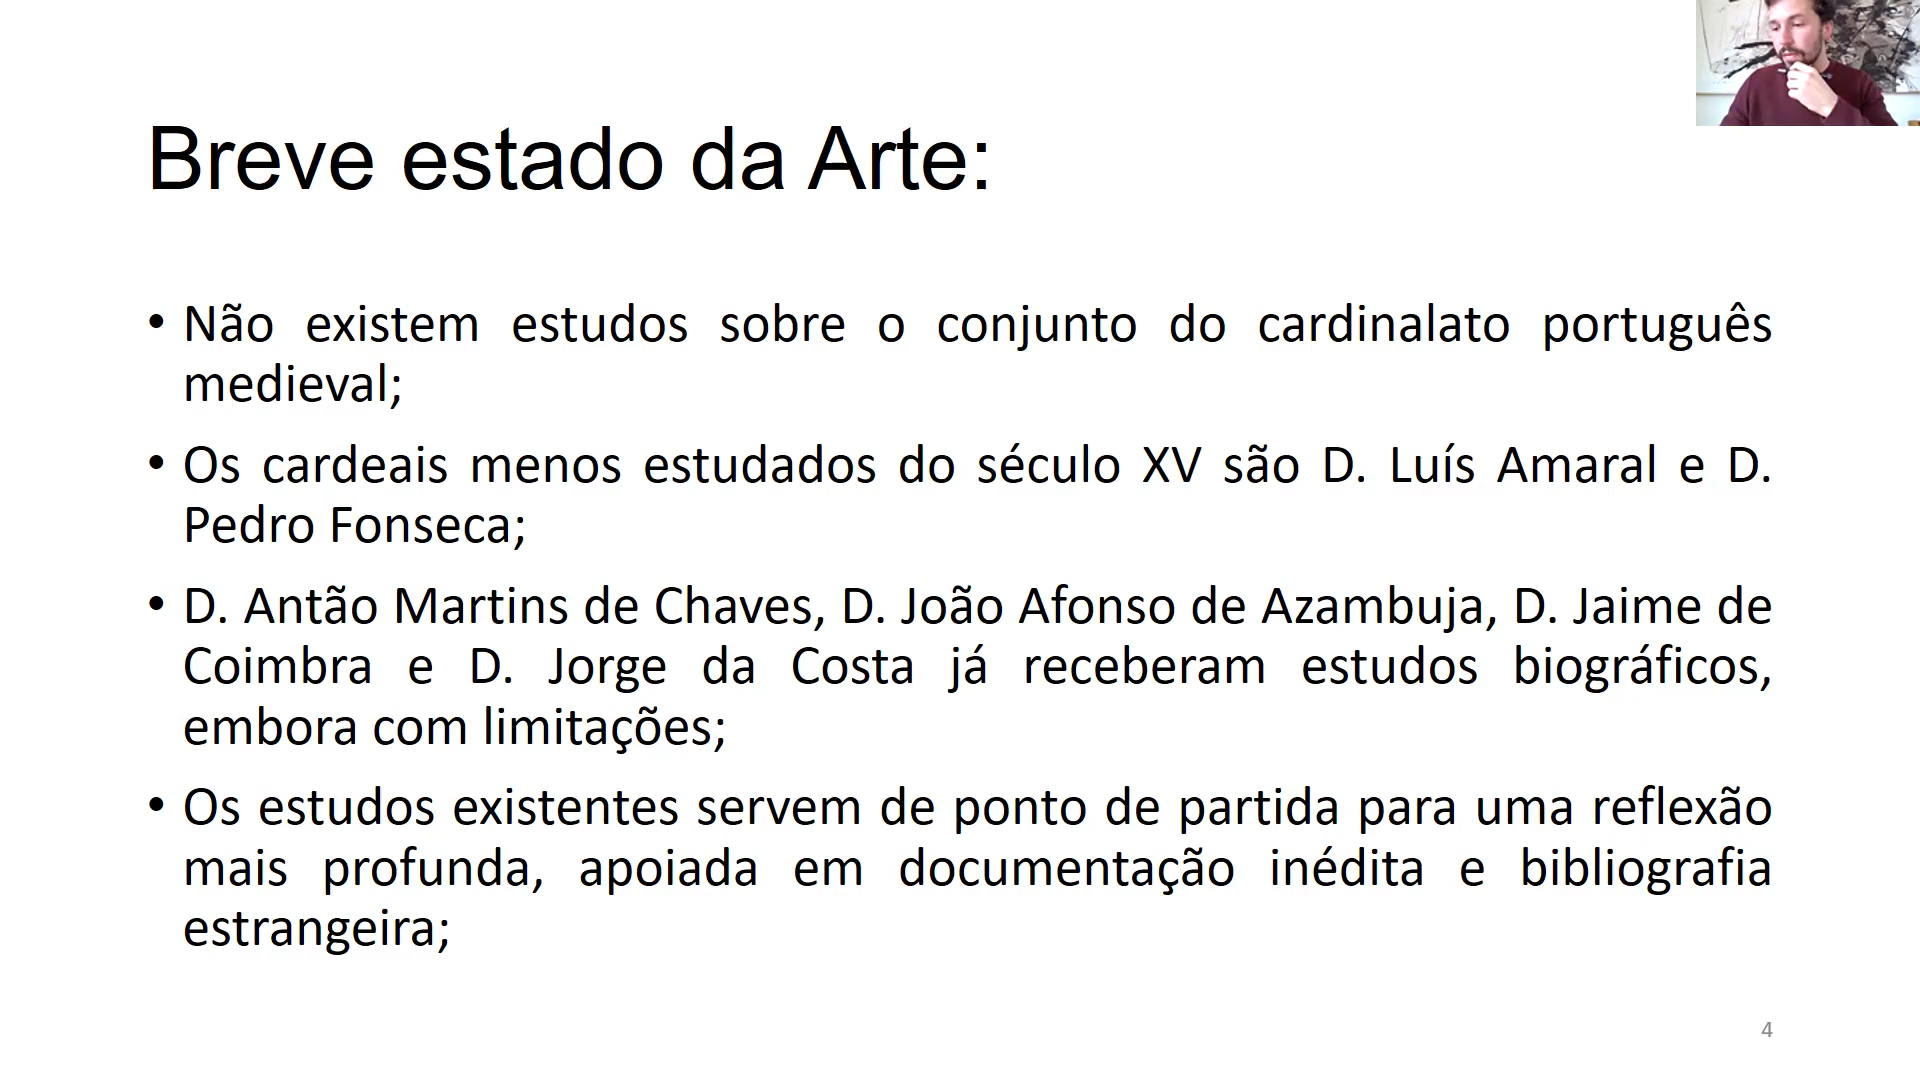 Breve estado da Arte:
• Não existem estudos sobre o conjunto do cardinalato português
medieval;
• Os cardeais menos estudados do século XV são D. Luís Amaral e D.
Pedro Fonseca;
• D. Antão Martins de Chaves, D. João Afonso de Azambuja, D. Jaime de
Coimbra e D. Jorge da Costa já receberam estudos biográficos,
embora com limitações;
• Os estudos existentes servem de ponto de partida para uma reflexão
mais profunda, apoiada em documentação inédita e bibliografia
estrangeira;
4